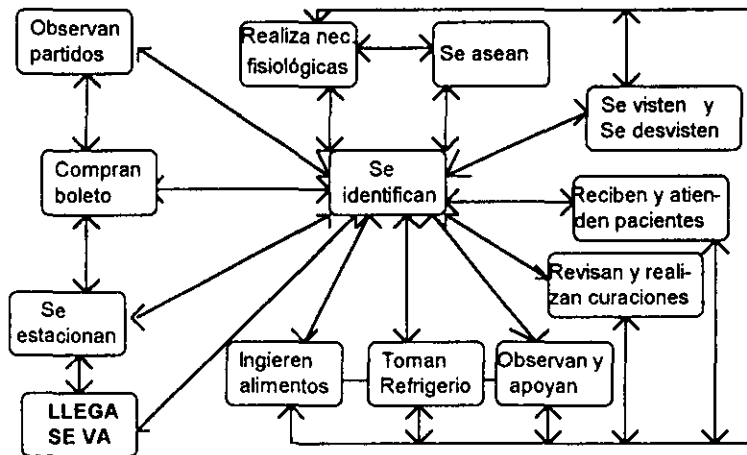 Observan
partidos
Realiza nec.
fisiológicas
Se asean
Se visten y
Se desvisten
Compran
boleto
Se
identifican
Reciben y atien-
den pacientes
Revisan y reali-
zan curaciones
Se
estacionan
Ingieren
alimentos
Toman
Refrigerio
Observan y
apoyan
LLEGA
SE VA